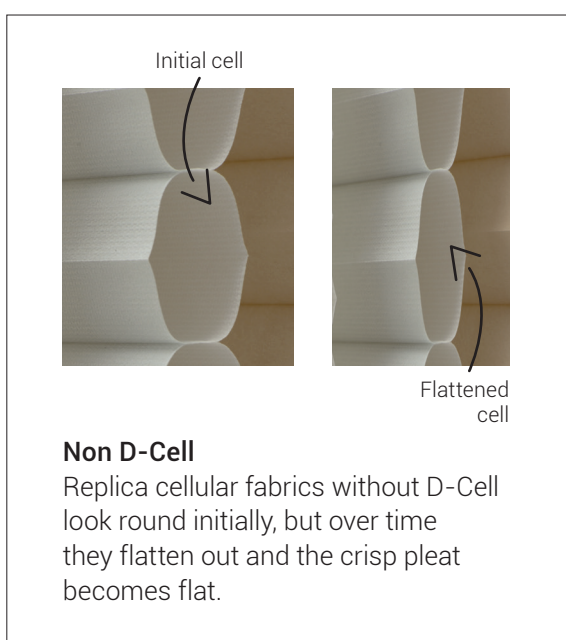 Initial cell
Flattened
cell
Non D-Cell
Replica cellular fabrics without D-Cell
look round initially, but over time
they flatten out and the crisp pleat
becomes flat.